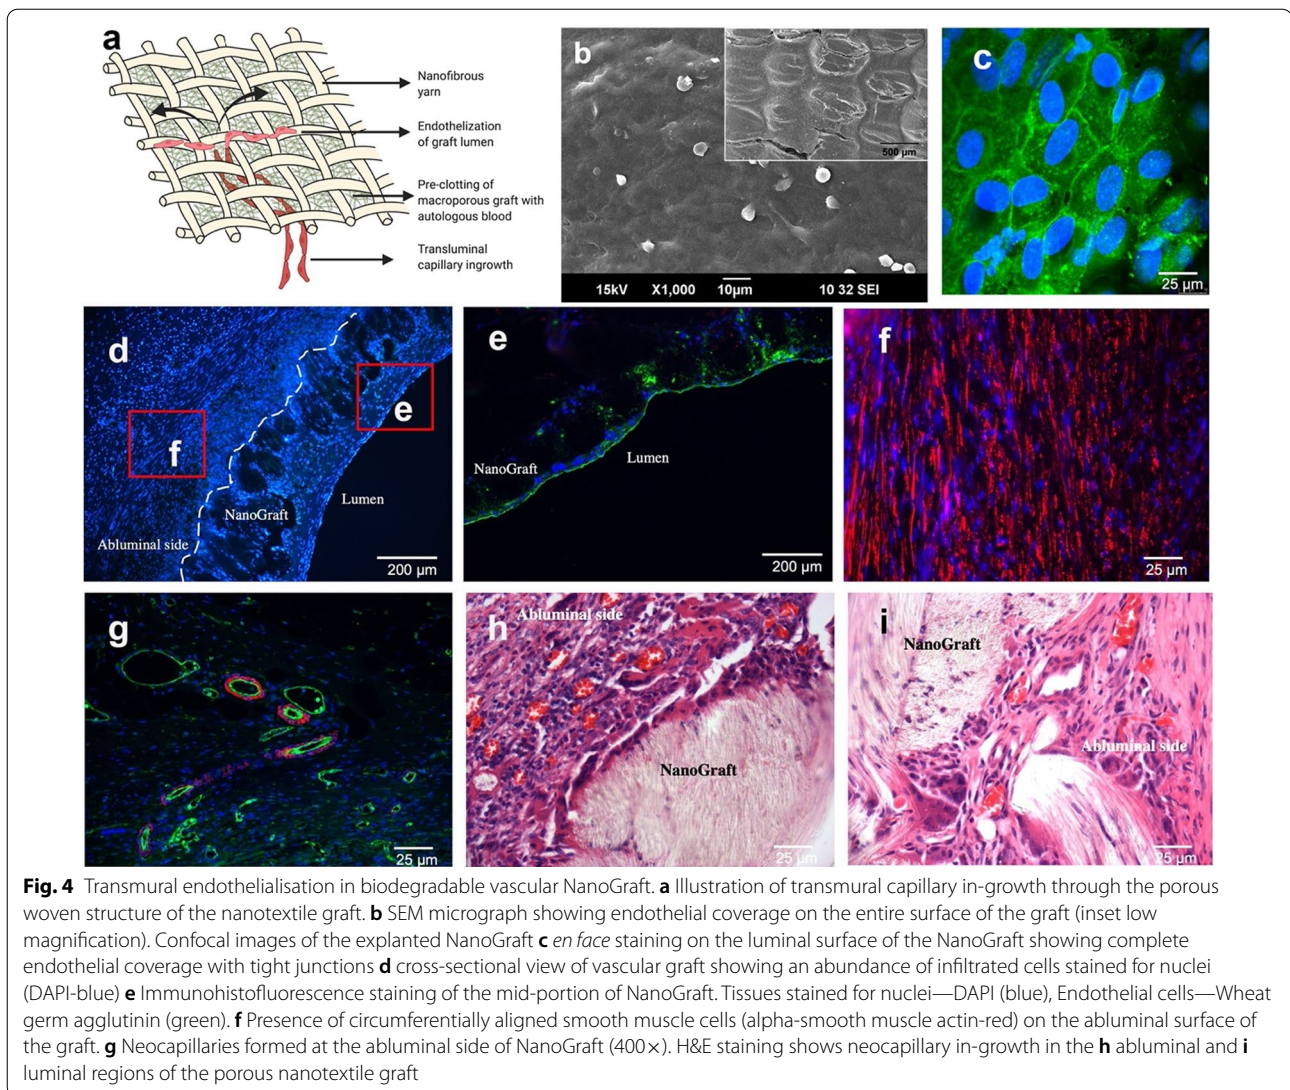 a
Nanofibrous
yarn
Endothelization
of graft lumen
Pre-clotting of
macroporous graft with
autologous blood
Transluminal
capillary ingrowth
b
500 µm
15kV X1,000 10µm 10 32 SEI
c
25 µm
d
f
e
NanoGraft
Lumen
Abluminal side
200 µm
e
NanoGraft
Lumen
200 µm
f
25 µm
g
25 µm
h
Abluminal side
NanoGraft
25 µm
i
NanoGraft
Abluminal side
25 µm
Fig. 4 Transmural endothelialisation in biodegradable vascular NanoGraft. a Illustration of transmural capillary in-growth through the porous
woven structure of the nanotextile graft. b SEM micrograph showing endothelial coverage on the entire surface of the graft (inset low
magnification). Confocal images of the explanted NanoGraft c en face staining on the luminal surface of the NanoGraft showing complete
endothelial coverage with tight junctions d cross-sectional view of vascular graft showing an abundance of infiltrated cells stained for nuclei
(DAPI-blue) e Immunohistofluorescence staining of the mid-portion of NanoGraft. Tissues stained for nuclei—DAPI (blue), Endothelial cells—Wheat
germ agglutinin (green). f Presence of circumferentially aligned smooth muscle cells (alpha-smooth muscle actin-red) on the abluminal surface of
the graft. g Neocapillaries formed at the abluminal side of NanoGraft (400×). H&E staining shows neocapillary in-growth in the h abluminal and i
luminal regions of the porous nanotextile graft